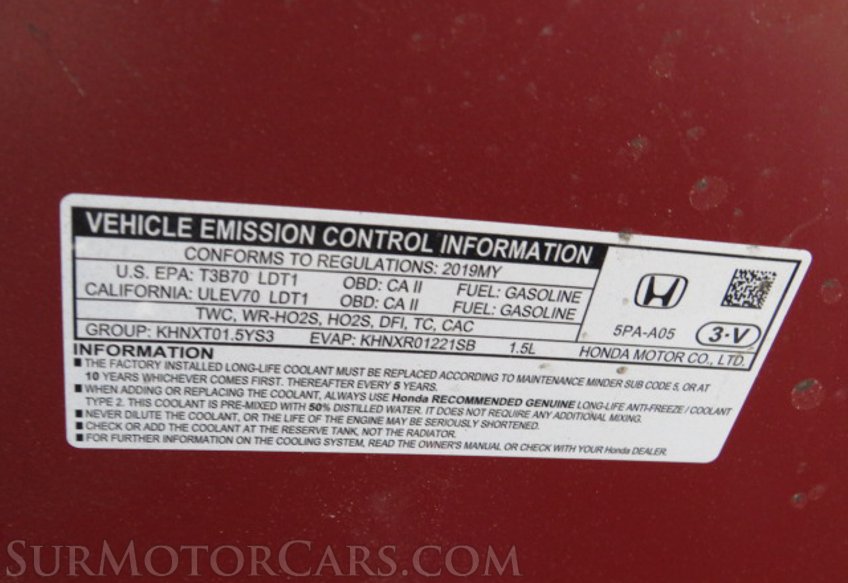 VEHICLE EMISSION CONTROL INFORMATION
CONFORMS TO REGULATIONS: 2019MY
U.S. EPA: T3B70 LDT1 OBD: CA II FUEL: GASOLINE
CALIFORNIA: ULEV70 LDT1 OBD: CA II FUEL: GASOLINE
TWC, WR-HO2S, HO2S, DFI, TC, CAC
GROUP: KHNXT01.5YS3 EVAP: KHNXR01221SB 1.5L
5PA-A05 3-V
HONDA MOTOR CO., LTD.
INFORMATION
■ THE FACTORY INSTALLED LONG-LIFE COOLANT MUST BE REPLACED ACCORDING TO MAINTENANCE MINDER SUB CODE 5, OR AT
10 YEARS WHICHEVER COMES FIRST. THEREAFTER EVERY 5 YEARS.
■ WHEN ADDING OR REPLACING THE COOLANT, ALWAYS USE Honda RECOMMENDED GENUINE LONG-LIFE ANTI-FREEZE / COOLANT
TYPE 2. THIS COOLANT IS PRE-MIXED WITH 50% DISTILLED WATER. IT DOES NOT REQUIRE ANY ADDITIONAL MIXING.
■ NEVER DILUTE THE COOLANT, OR THE LIFE OF THE ENGINE MAY BE SERIOUSLY SHORTENED.
■ CHECK OR ADD THE COOLANT AT THE RESERVE TANK, NOT THE RADIATOR.
■ FOR FURTHER INFORMATION ON THE COOLING SYSTEM, READ THE OWNER'S MANUAL OR CHECK WITH YOUR Honda DEALER.
SURMOTORCARS.COM